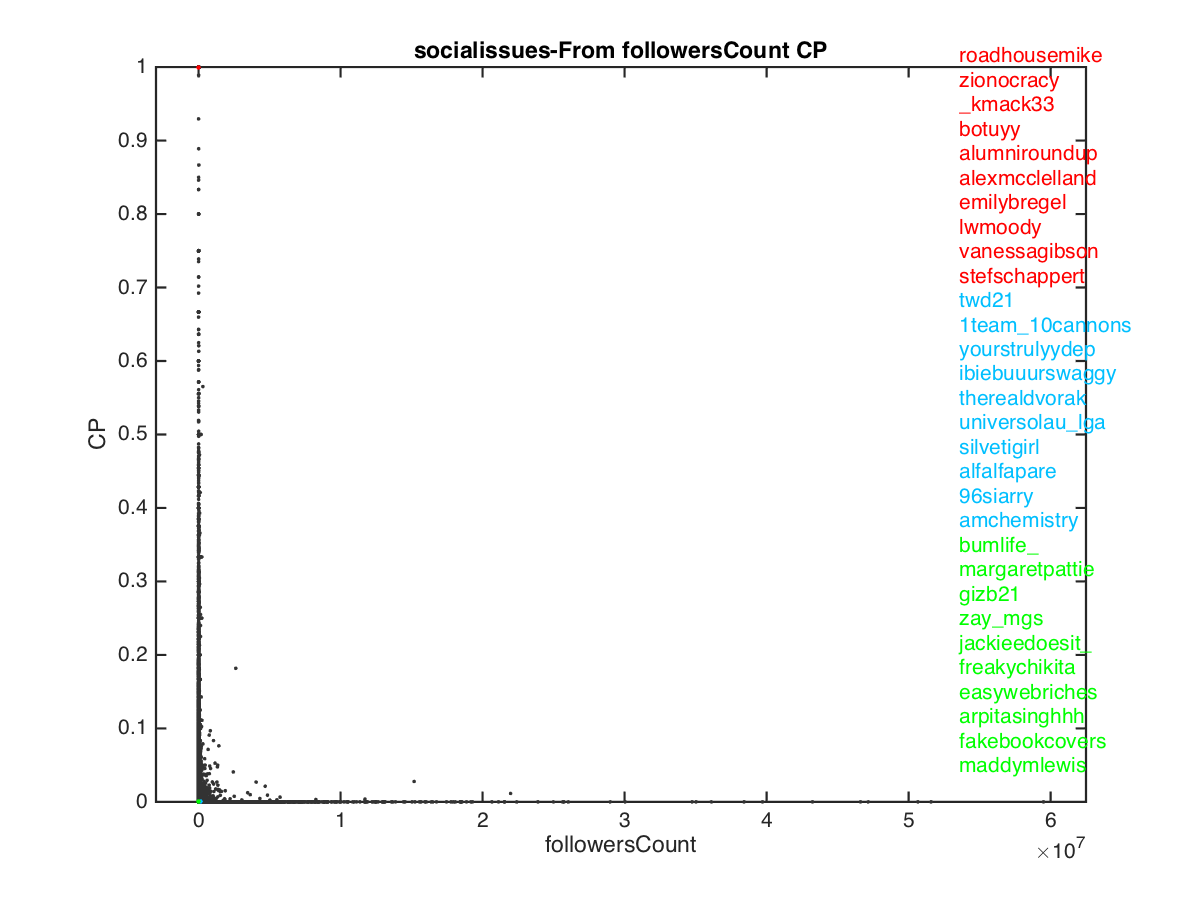 socialissues-From followersCount CP
roadhousemike
zionocracy
_kmack33
botuyy
alumniroundup
alexmcclelland
emilybregel
lwmoody
vanessagibson
stefschappert
twd21
1team_10cannons
yourstrulyydep
ibiebuuurswaggy
therealdvorak
universolau_lga
silvetigirl
alfalfapare
96siarry
amchemistry
bumlife_
margaretpattie
gizb21
zay_mgs
jackieedoesit_
freakychikita
easywebriches
arpitasinghhh
fakebookcovers
maddymlewis
1
0.9
0.8
0.7
0.6
0.5
0.4
0.3
0.2
0.1
0
CP
0 1 2 3 4 5 6
followersCount
×10^7